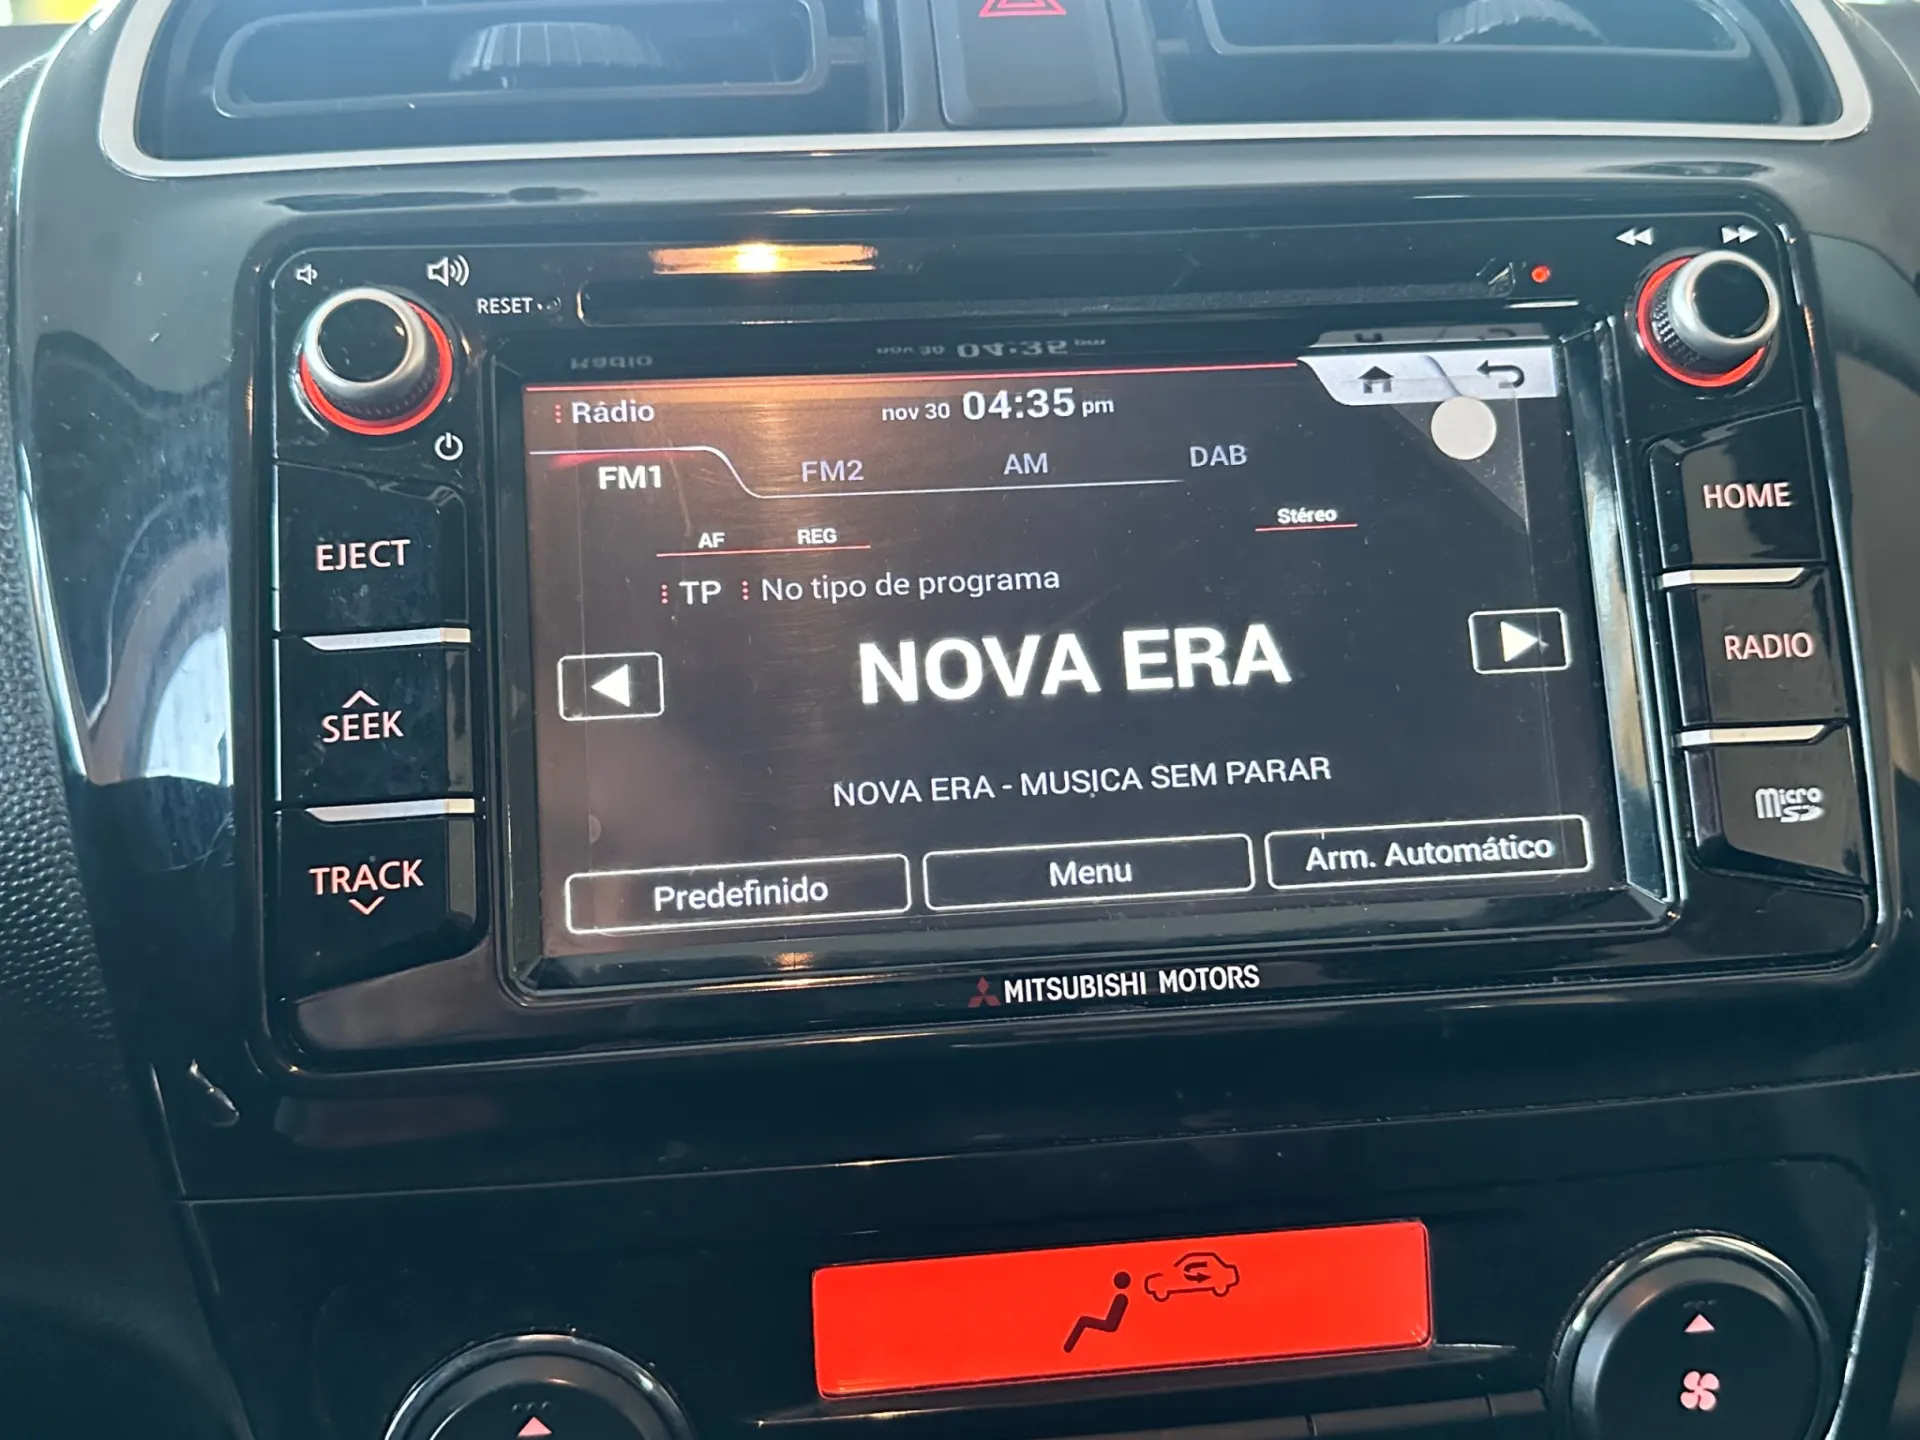 RESET
Rádio
nov 30 04:35 pm
FM1 FM2 AM DAB
AF REG Stéreo
TP No tipo de programa
NOVA ERA
NOVA ERA - MUSICA SEM PARAR
Predefinido Menu Arm. Automático
MITSUBISHI MOTORS
EJECT
SEEK
TRACK
HOME
RADIO
Micro SD